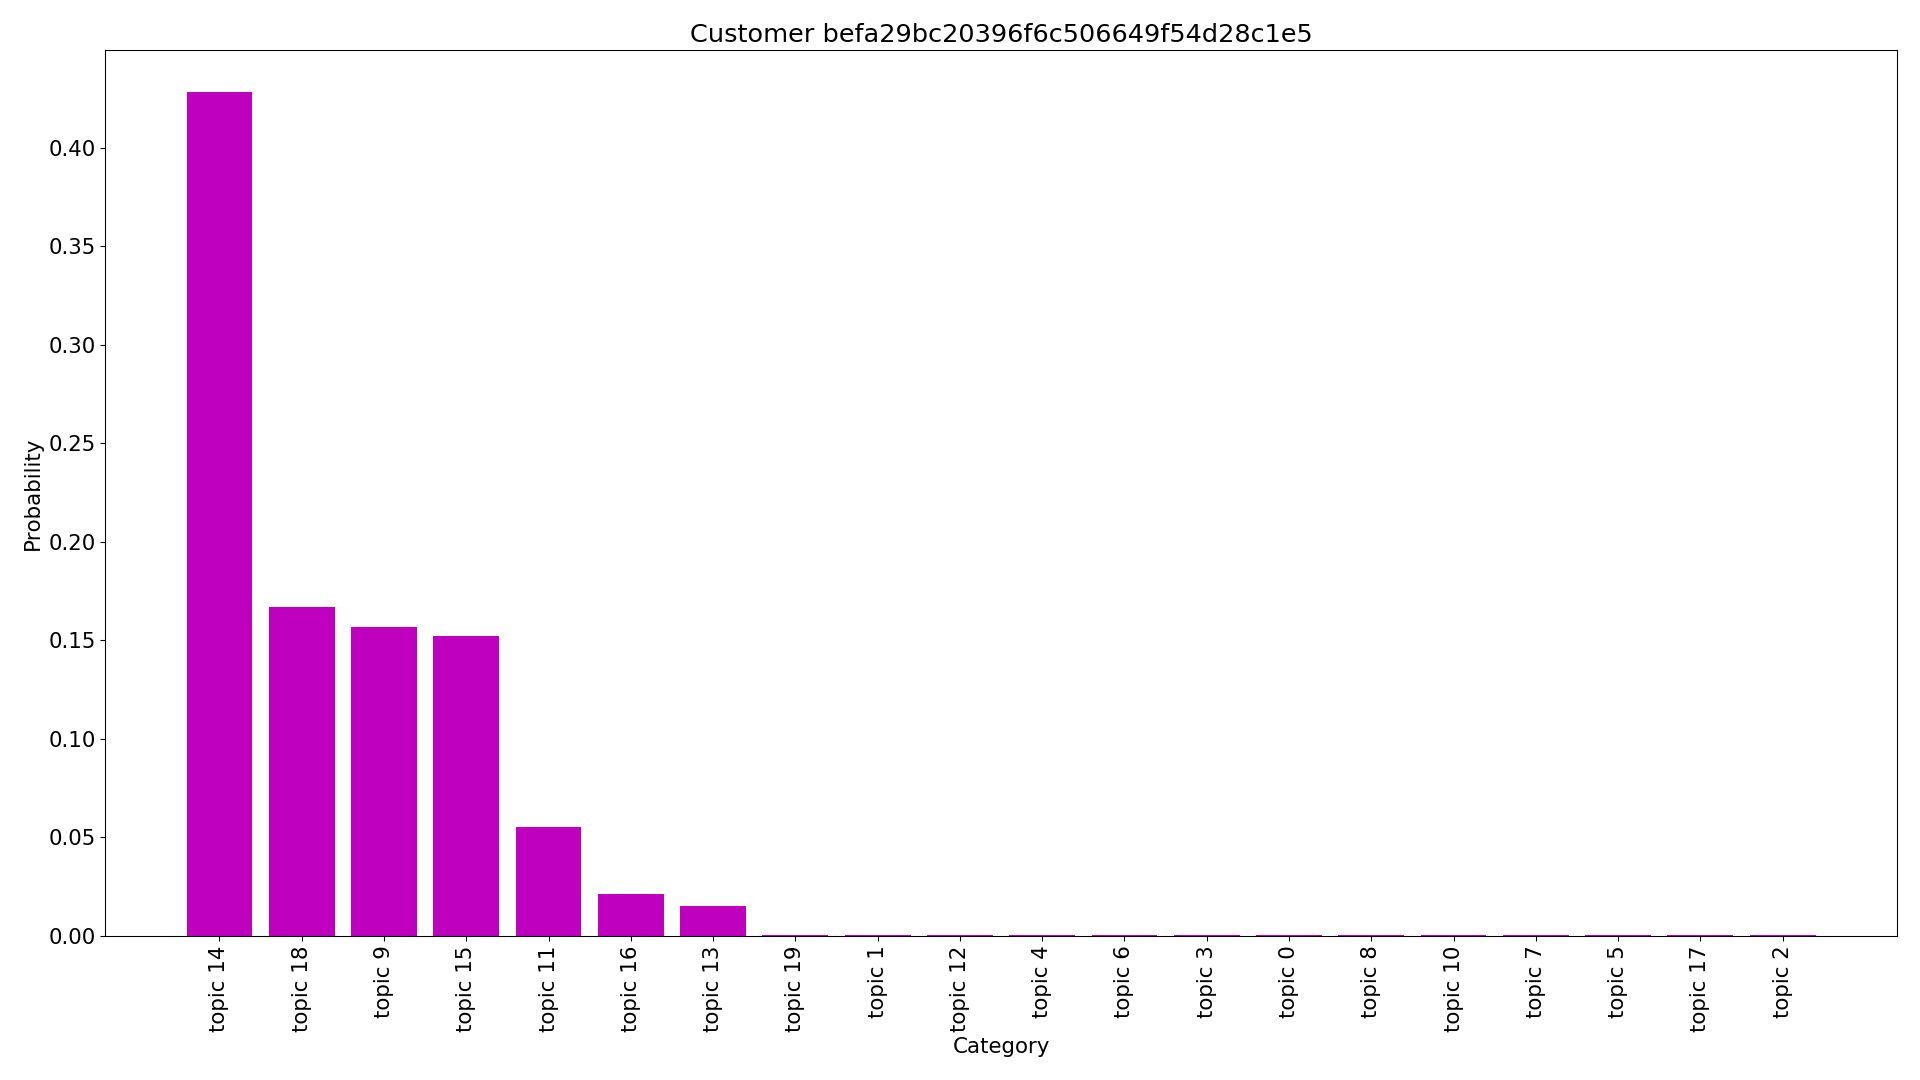 Customer befa29bc20396f6c506649f54d28c1e5
Probability
0.40
0.35
0.30
0.25
0.20
0.15
0.10
0.05
0.00
topic 14
topic 18
topic 9
topic 15
topic 11
topic 16
topic 13
topic 19
topic 1
topic 12
topic 4
topic 6
topic 3
topic 0
topic 8
topic 10
topic 7
topic 5
topic 17
topic 2
Category